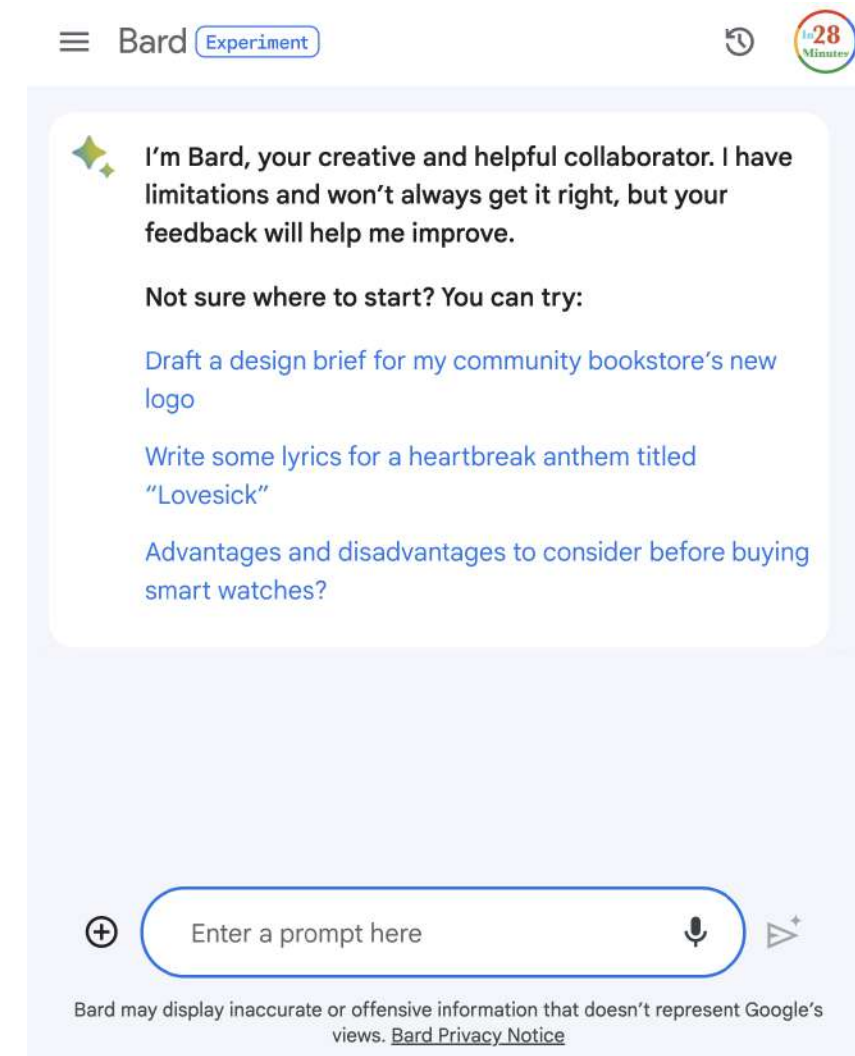 Bard Experiment
In 28
Minutes
I’m Bard, your creative and helpful collaborator. I have
limitations and won’t always get it right, but your
feedback will help me improve.
Not sure where to start? You can try:
Draft a design brief for my community bookstore’s new
logo
Write some lyrics for a heartbreak anthem titled
“Lovesick”
Advantages and disadvantages to consider before buying
smart watches?
Enter a prompt here
Bard may display inaccurate or offensive information that doesn’t represent Google’s
views. Bard Privacy Notice